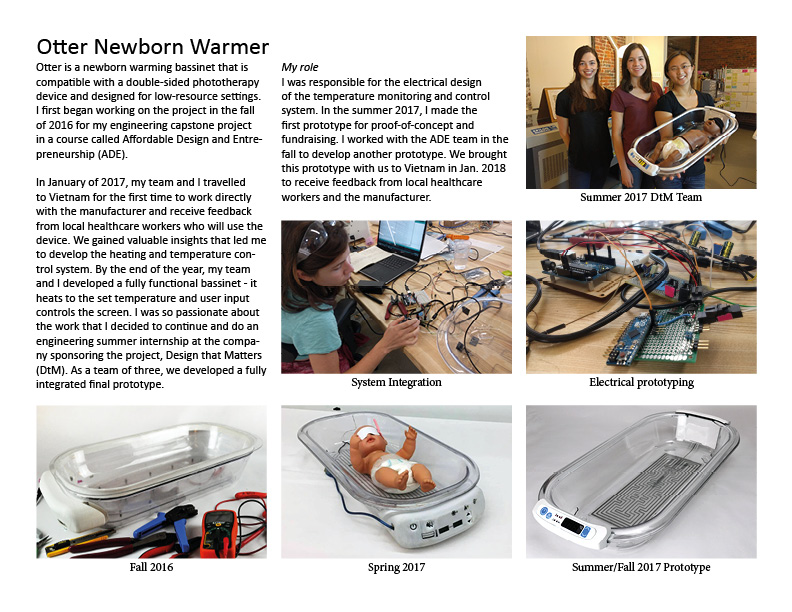 Otter Newborn Warmer
Otter is a newborn warming bassinet that is
compatible with a double-sided phototherapy
device and designed for low-resource settings.
I first began working on the project in the fall
of 2016 for my engineering capstone project
in a course called Affordable Design and Entre-
preneurship (ADE).
In January of 2017, my team and I travelled
to Vietnam for the first time to work directly
with the manufacturer and receive feedback
from local healthcare workers who will use the
device. We gained valuable insights that led me
to develop the heating and temperature con-
trol system. By the end of the year, my team
and I developed a fully functional bassinet - it
heats to the set temperature and user input
controls the screen. I was so passionate about
the work that I decided to continue and do an
engineering summer internship at the compa-
ny sponsoring the project, Design that Matters
(DtM). As a team of three, we developed a fully
integrated final prototype.
My role
I was responsible for the electrical design
of the temperature monitoring and control
system. In the summer 2017, I made the
first prototype for proof-of-concept and
fundraising. I worked with the ADE team in the
fall to develop another prototype. We brought
this prototype with us to Vietnam in Jan. 2018
to receive feedback from local healthcare
workers and the manufacturer.
Summer 2017 DtM Team
System Integration
Electrical prototyping
Fall 2016
Spring 2017
Summer/Fall 2017 Prototype